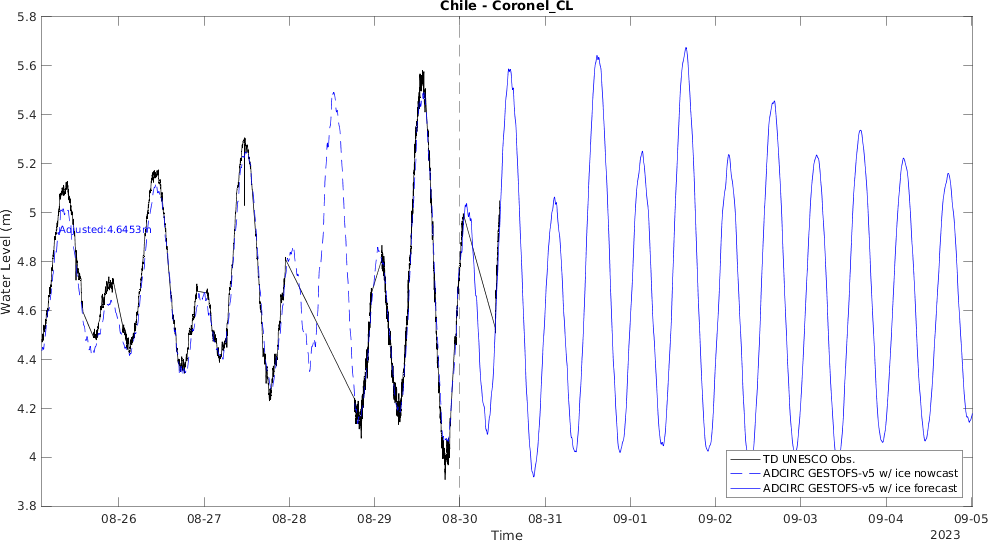 Chile - Coronel_CL
5.8
5.6
5.4
5.2
5
4.8
4.6
4.4
4.2
4
3.8
Water Level (m)
Adjusted:4.6453m
TD UNESCO Obs.
ADCIRC GESTOFS-v5 w/ ice nowcast
ADCIRC GESTOFS-v5 w/ ice forecast
08-26 08-27 08-28 08-29 08-30 08-31 09-01 09-02 09-03 09-04 09-05
Time
2023